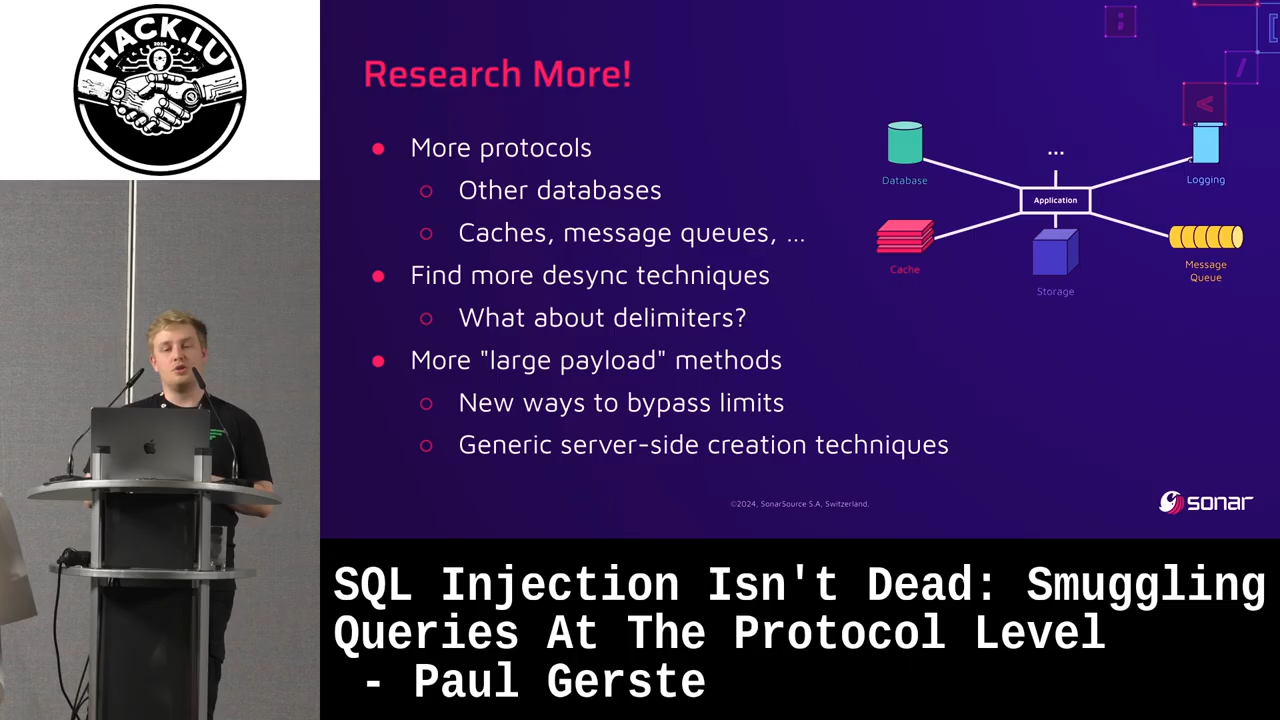 HACK.LU
2024
Research More!
More protocols
Other databases
Caches, message queues, ...
Find more desync techniques
What about delimiters?
More "large payload" methods
New ways to bypass limits
Generic server-side creation techniques
;
[
/
<
...
Database
Logging
Application
Cache
Storage
Message
Queue
©2024, SonarSource S.A, Switzerland.
sonar
SQL Injection Isn't Dead: Smuggling
Queries At The Protocol Level
- Paul Gerste